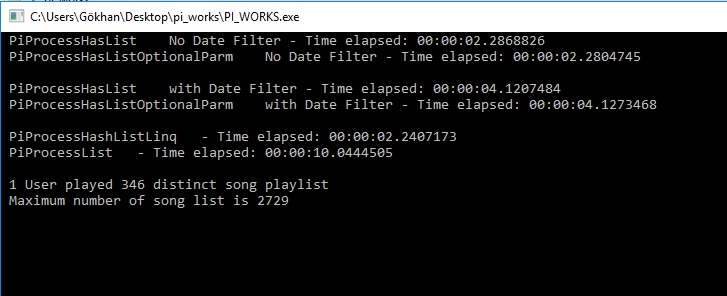 C:\Users\Gökhan\Desktop\pi_works\PI_WORKS.exe
PiProcessHasList    No Date Filter - Time elapsed: 00:00:02.2868826
PiProcessHasListOptionalParm    No Date Filter - Time elapsed: 00:00:02.2804745
PiProcessHasList    with Date Filter - Time elapsed: 00:00:04.1207484
PiProcessHasListOptionalParm    with Date Filter - Time elapsed: 00:00:04.1273468
PiProcessHashListLinq   - Time elapsed: 00:00:02.2407173
PiProcessList   - Time elapsed: 00:00:10.0444505
1 User played 346 distinct song playlist
Maximum number of song list is 2729